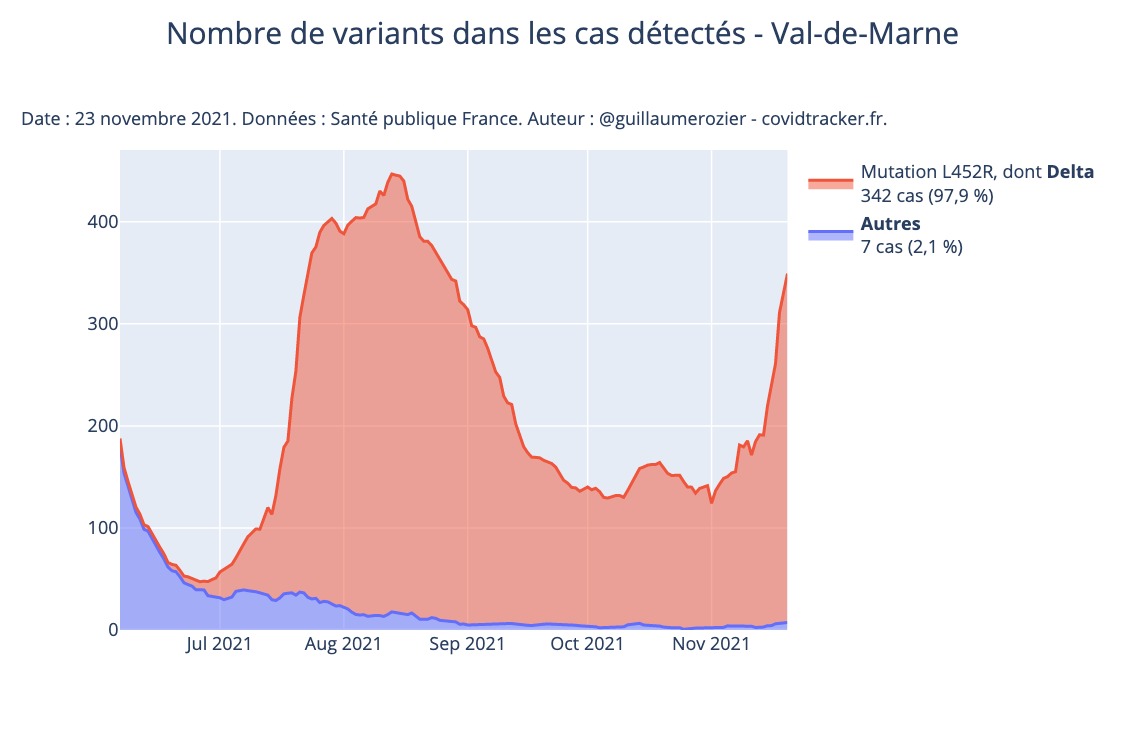 Nombre de variants dans les cas détectés - Val-de-Marne
Date : 23 novembre 2021. Données : Santé publique France. Auteur : @guillaumerozier - covidtracker.fr.
Mutation L452R, dont Delta
342 cas (97,9 %)
Autres
7 cas (2,1 %)
400
300
200
100
0
Jul 2021
Aug 2021
Sep 2021
Oct 2021
Nov 2021